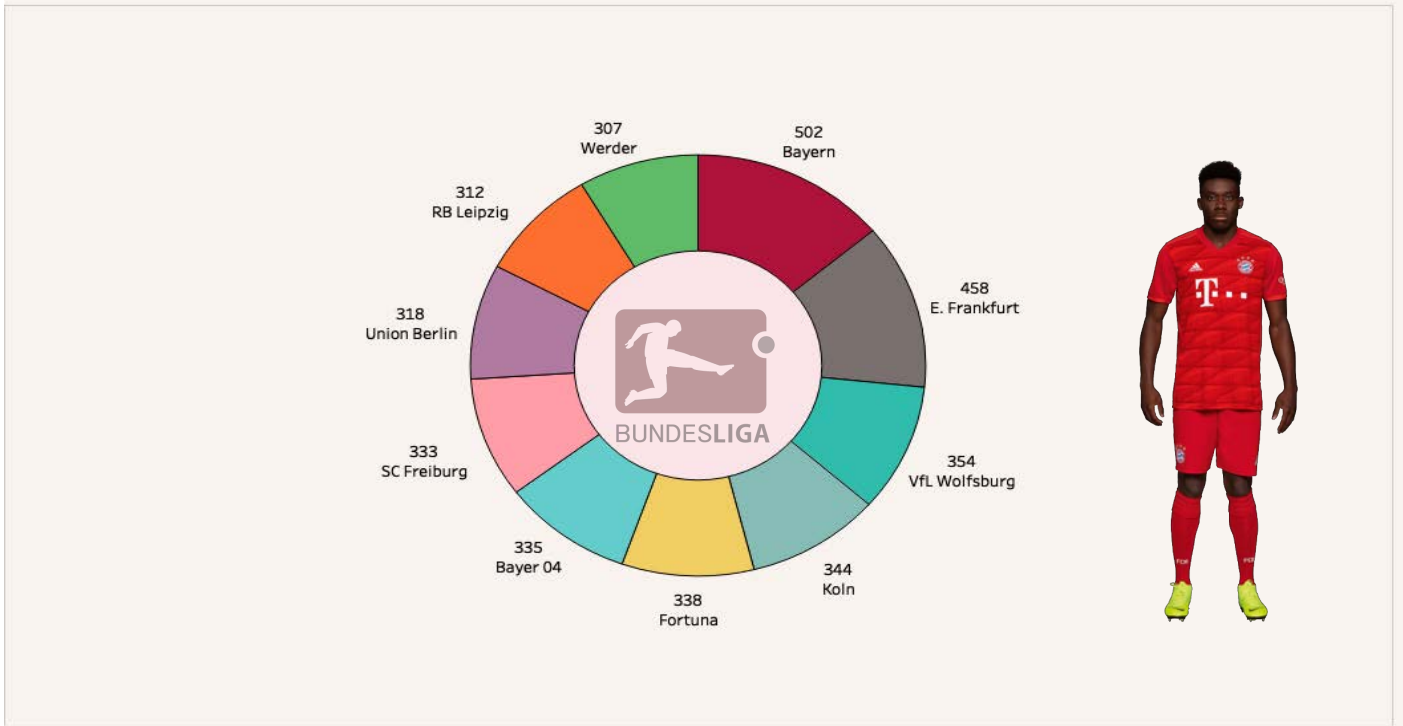 307
Werder
502
Bayern
312
RB Leipzig
458
E. Frankfurt
318
Union Berlin
BUNDESLIGA
333
SC Freiburg
354
VfL Wolfsburg
335
Bayer 04
344
Koln
338
Fortuna
T